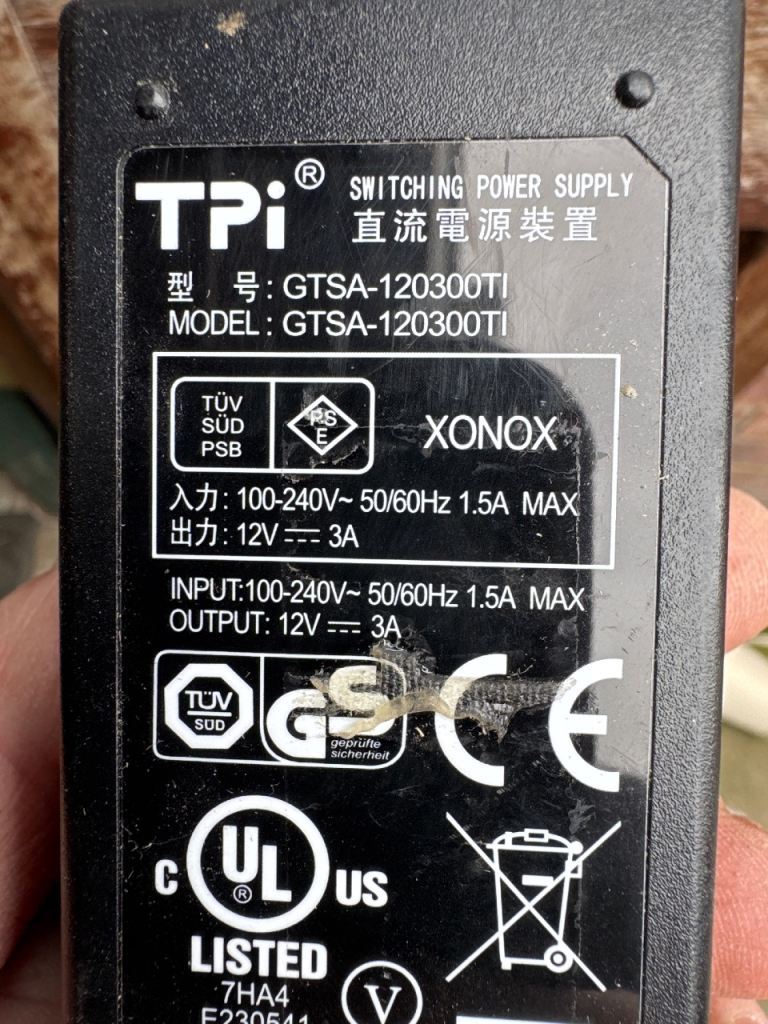 TPi® SWITCHING POWER SUPPLY
直流電源裝置
型 号: GTSA-120300TI
MODEL: GTSA-120300TI
TÜV
SÜD
PSB
PS
E
XONOX
入力: 100-240V~ 50/60Hz 1.5A MAX
出力: 12V ⎓ 3A
INPUT:100-240V~ 50/60Hz 1.5A MAX
OUTPUT: 12V ⎓ 3A
TÜV
SÜD
GS
geprüfte
sicherheit
CE
C UL® US
LISTED
7HA4
E230541
V